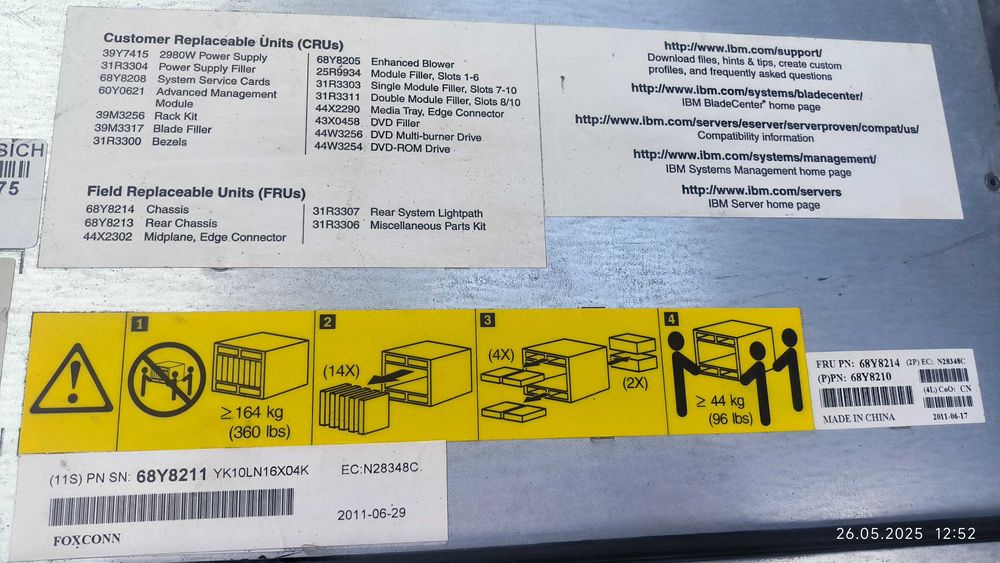 Customer Replaceable Units (CRUs)
39Y7415 2980W Power Supply
31R3304 Power Supply Filler
68Y8208 System Service Cards
60Y0621 Advanced Management
Module
39M3256 Rack Kit
39M3317 Blade Filler
31R3300 Bezels
68Y8205 Enhanced Blower
25R9934 Module Filler, Slots 1-6
31R3303 Single Module Filler, Slots 7-10
31R3311 Double Module Filler, Slots 8/10
44X2290 Media Tray, Edge Connector
43X0458 DVD Filler
44W3256 DVD Multi-burner Drive
44W3254 DVD-ROM Drive
Field Replaceable Units (FRUs)
68Y8214 Chassis
68Y8213 Rear Chassis
44X2302 Midplane, Edge Connector
31R3307 Rear System Lightpath
31R3306 Miscellaneous Parts Kit
http://www.ibm.com/support/
Download files, hints & tips, create custom
profiles, and frequently asked questions
http://www.ibm.com/systems/bladecenter/
IBM BladeCenter® home page
http://www.ibm.com/servers/eserver/serverproven/compat/us/
Compatibility information
http://www.ibm.com/systems/management/
IBM Systems Management home page
http://www.ibm.com/servers
IBM Server home page
SICH
75
1
≥ 164 kg
(360 lbs)
2
(14X)
3
(4X)
(2X)
4
≥ 44 kg
(96 lbs)
FRU PN: 68Y8214 (2P) EC: N28348C
(P)PN: 68Y8210
(4L) CoO: CN
MADE IN CHINA 2011-06-17
(11S) PN SN: 68Y8211 YK10LN16X04K EC:N28348C
2011-06-29
FOXCONN
26.05.2025 12:52